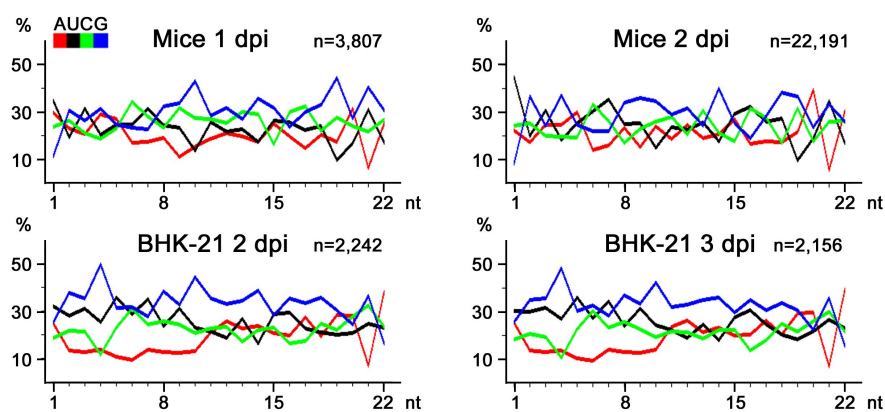 % AUCG Mice 1 dpi n=3,807
50
30
10
1 8 15 22 nt
% Mice 2 dpi n=22,191
50
30
10
1 8 15 22 nt
% BHK-21 2 dpi n=2,242
50
30
10
1 8 15 22 nt
% BHK-21 3 dpi n=2,156
50
30
10
1 8 15 22 nt